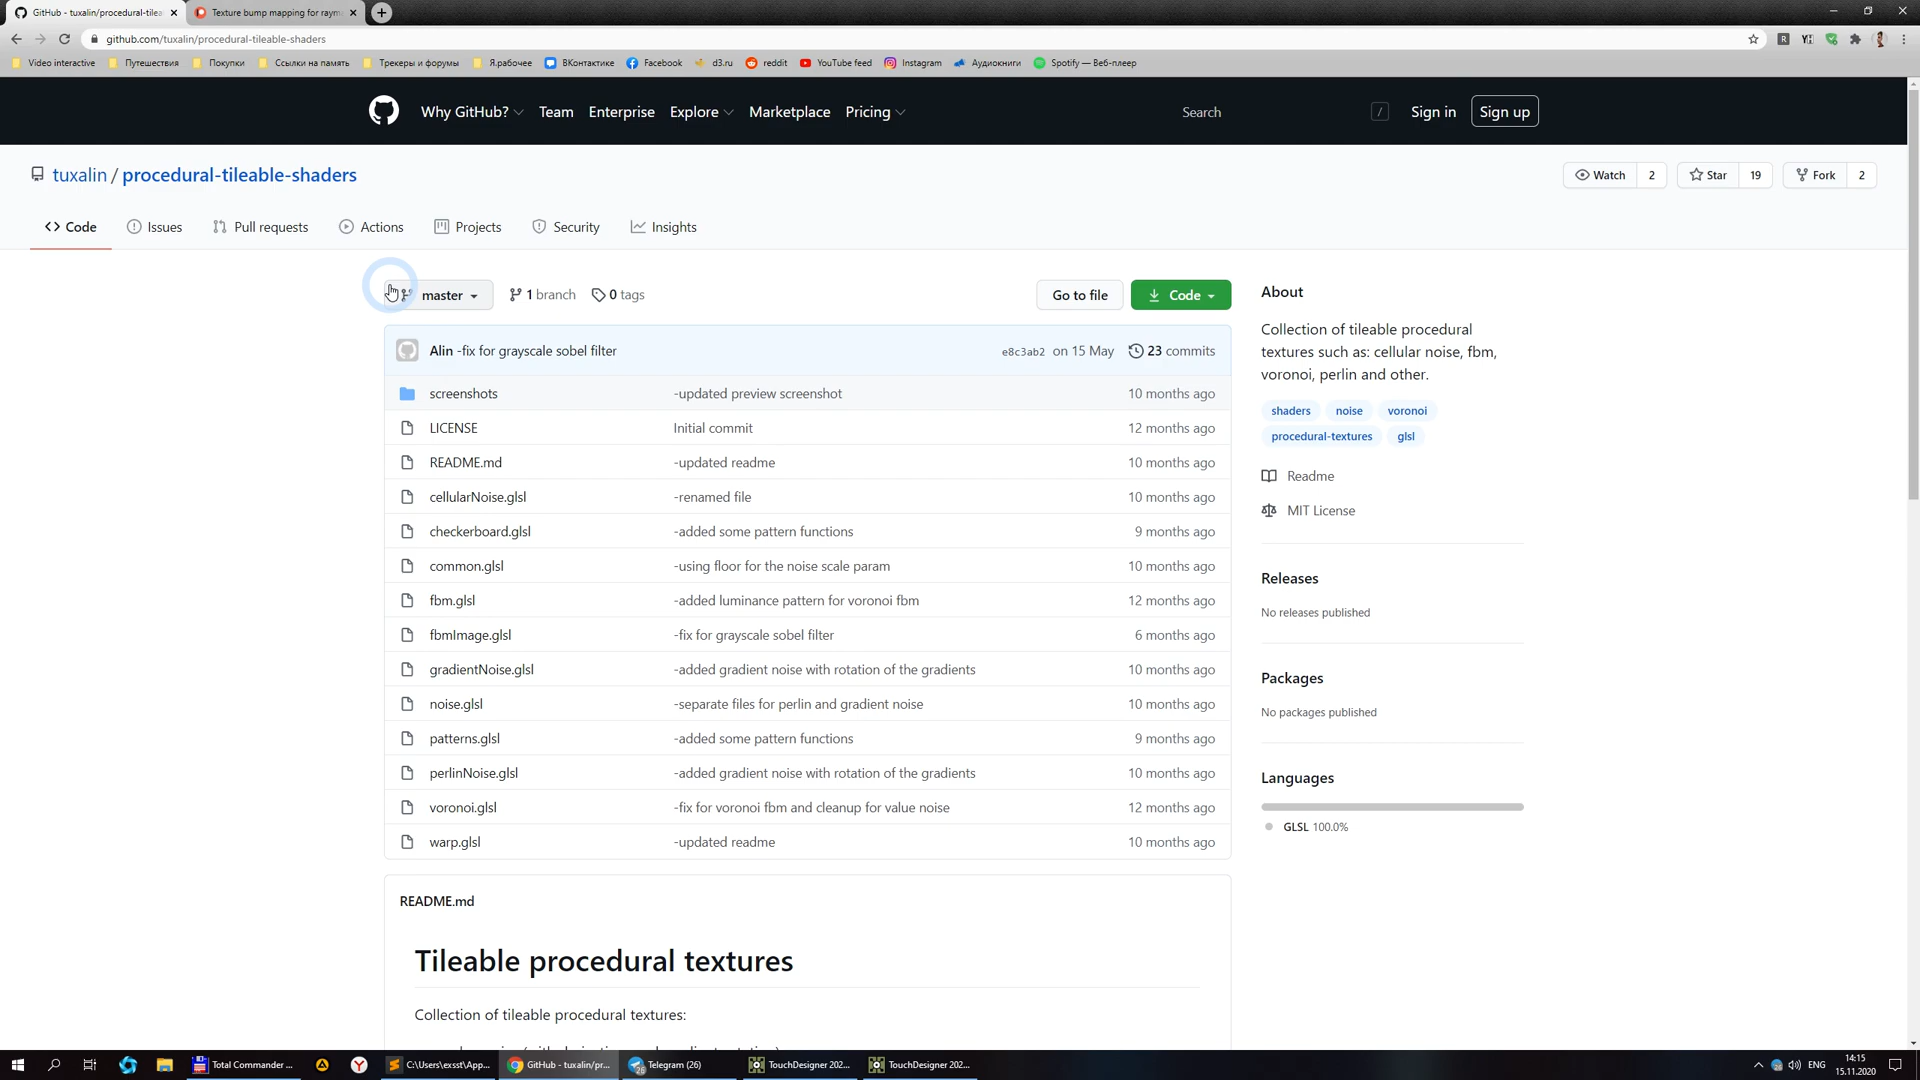 GitHub - tuxalin/procedural-tilea
Texture bump mapping for raym
github.com/tuxalin/procedural-tileable-shaders
Video interactive
Путешествия
Покупки
Ссылки на память
Трекеры и форумы
Я.рабочее
ВКонтактике
Facebook
d3.ru
reddit
YouTube feed
Instagram
Аудиокниги
Spotify — Веб-плеер
Why GitHub?
Team
Enterprise
Explore
Marketplace
Pricing
Search
/
Sign in
Sign up
tuxalin / procedural-tileable-shaders
Watch 2
Star 19
Fork 2
Code
Issues
Pull requests
Actions
Projects
Security
Insights
master
1 branch
0 tags
Go to file
Code
Alin -fix for grayscale sobel filter e8c3ab2 on 15 May 23 commits
screenshots -updated preview screenshot 10 months ago
LICENSE Initial commit 12 months ago
README.md -updated readme 10 months ago
cellularNoise.glsl -renamed file 10 months ago
checkerboard.glsl -added some pattern functions 9 months ago
common.glsl -using floor for the noise scale param 10 months ago
fbm.glsl -added luminance pattern for voronoi fbm 12 months ago
fbmImage.glsl -fix for grayscale sobel filter 6 months ago
gradientNoise.glsl -added gradient noise with rotation of the gradients 10 months ago
noise.glsl -separate files for perlin and gradient noise 10 months ago
patterns.glsl -added some pattern functions 9 months ago
perlinNoise.glsl -added gradient noise with rotation of the gradients 10 months ago
voronoi.glsl -fix for voronoi fbm and cleanup for value noise 12 months ago
warp.glsl -updated readme 10 months ago
README.md
Tileable procedural textures
Collection of tileable procedural textures:
About
Collection of tileable procedural
textures such as: cellular noise, fbm,
voronoi, perlin and other.
shaders noise voronoi
procedural-textures glsl
Readme
MIT License
Releases
No releases published
Packages
No packages published
Languages
GLSL 100.0%
Total Commander ...
C:\Users\exsst\App...
GitHub - tuxalin/pr...
Telegram (26)
TouchDesigner 202...
TouchDesigner 202...
ENG
14:15
15.11.2020